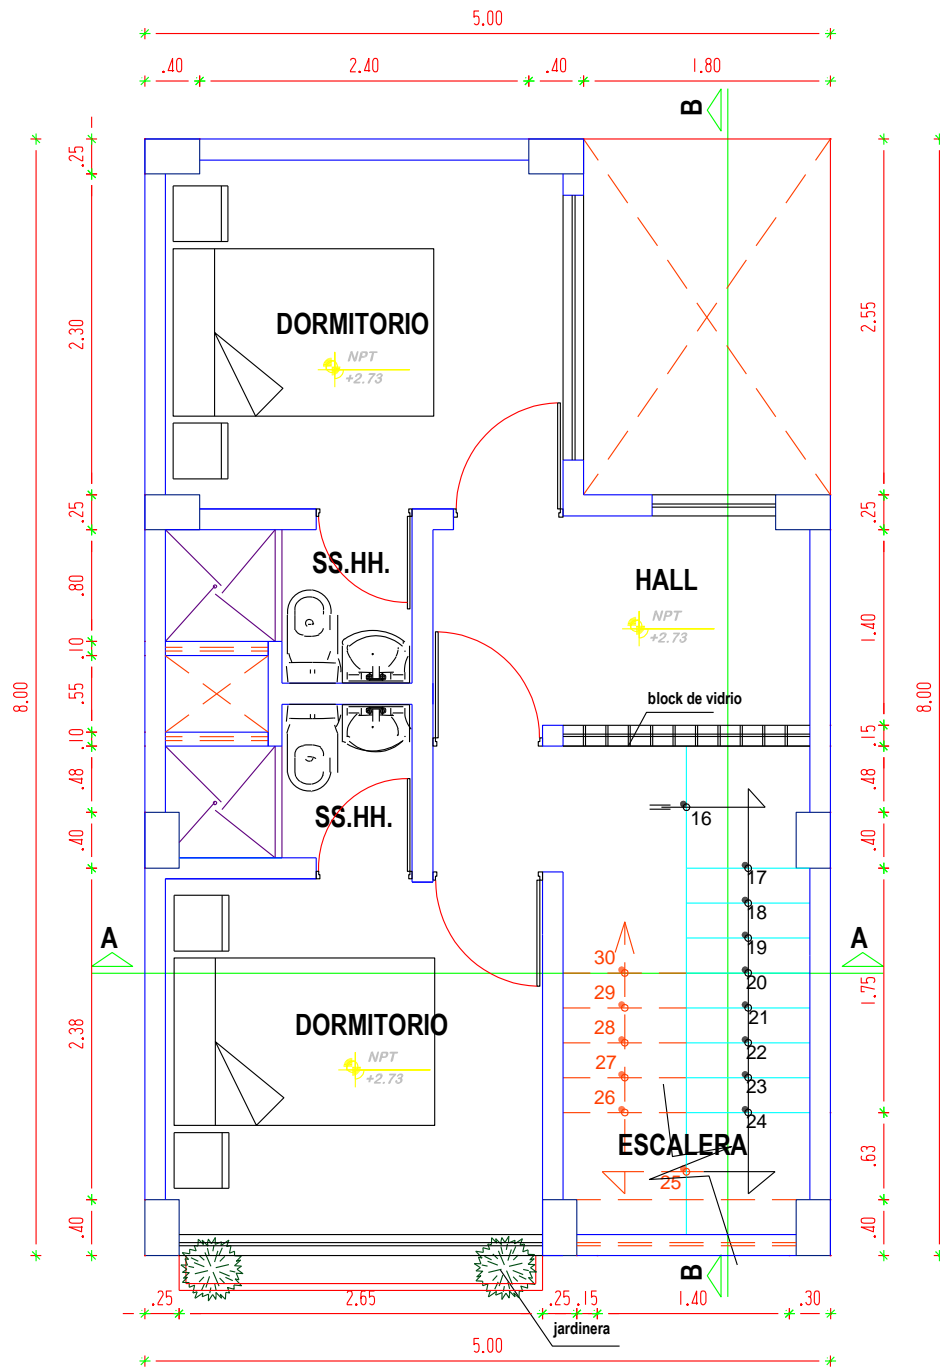 5.00
.40 2.40 .40 1.80
B
.25
2.30
2.55
DORMITORIO
NPT
+2.73
.25
.25
SS.HH.
HALL
NPT
+2.73
.80
1.40
.10
8.00
8.00
.55
block de vidrio
.10
.15
.48
.48
SS.HH.
16
.40
.40
17
18
A
A
19
30
20
29
1.75
21
DORMITORIO
2.38
28
22
NPT
+2.73
27
23
26
24
ESCALERA
.63
25
.40
.40
B
.25 2.65 .25 .15 1.40 .30
jardinera
5.00